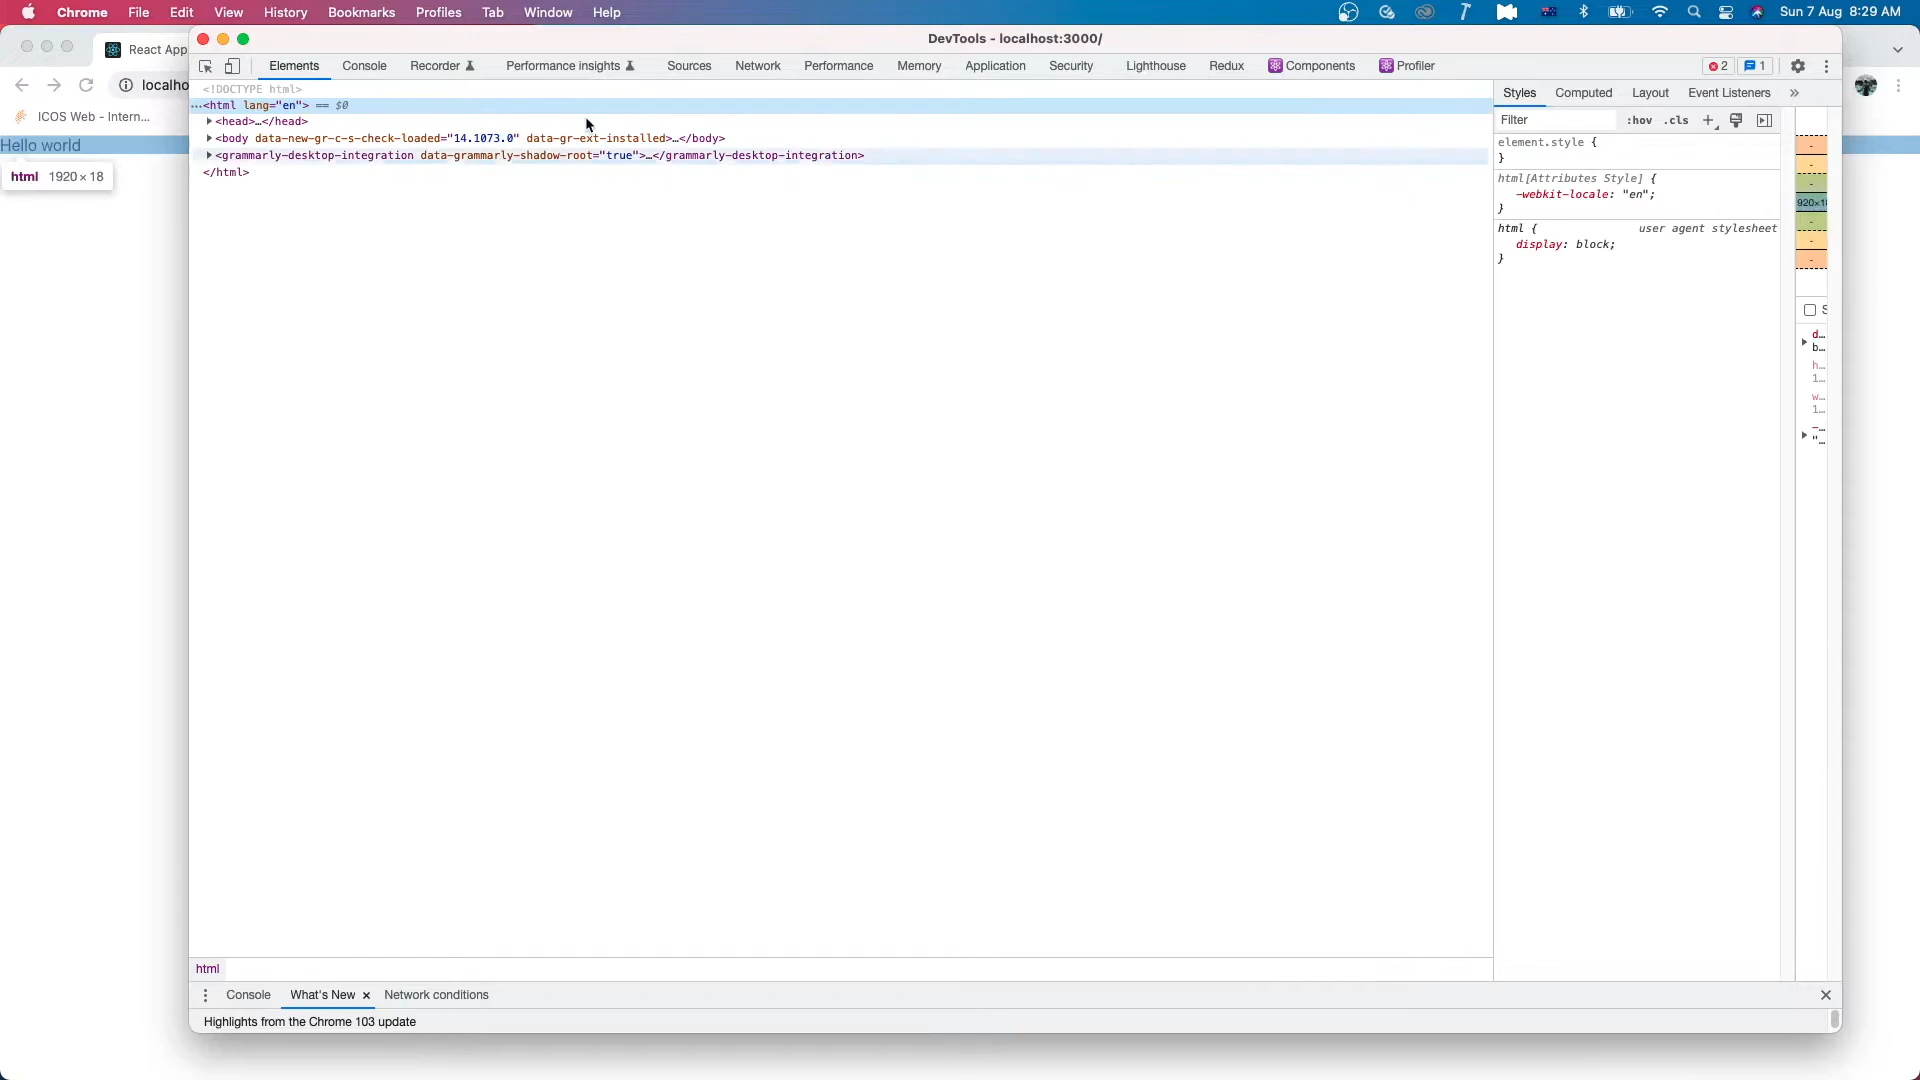 Chrome File Edit View History Bookmarks Profiles Tab Window Help Sun 7 Aug 8:29 AM
React App
DevTools - localhost:3000/
Elements Console Recorder Performance insights Sources Network Performance Memory Application Security Lighthouse Redux Components Profiler 2 1
localho
ICOS Web - Intern...
Hello world
html 1920 × 18
<!DOCTYPE html>
...<html lang="en"> == $0
<head>…</head>
<body data-new-gr-c-s-check-loaded="14.1073.0" data-gr-ext-installed>…</body>
<grammarly-desktop-integration data-grammarly-shadow-root="true">…</grammarly-desktop-integration>
</html>
Styles Computed Layout Event Listeners »
Filter :hov .cls
element.style {
}
html[Attributes Style] {
-webkit-locale: "en";
}
html { user agent stylesheet
display: block;
}
-
-
-
920×18
-
-
-
S
d…
b…
h…
1…
w…
1…
-…
"…
html
Console What's New × Network conditions
Highlights from the Chrome 103 update